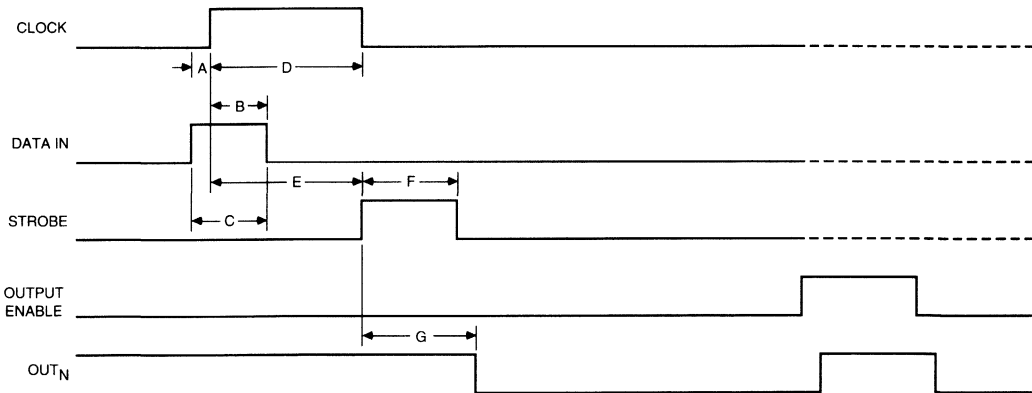 CLOCK
A
D
B
DATA IN
E
F
C
STROBE
OUTPUT
ENABLE
G
OUTN